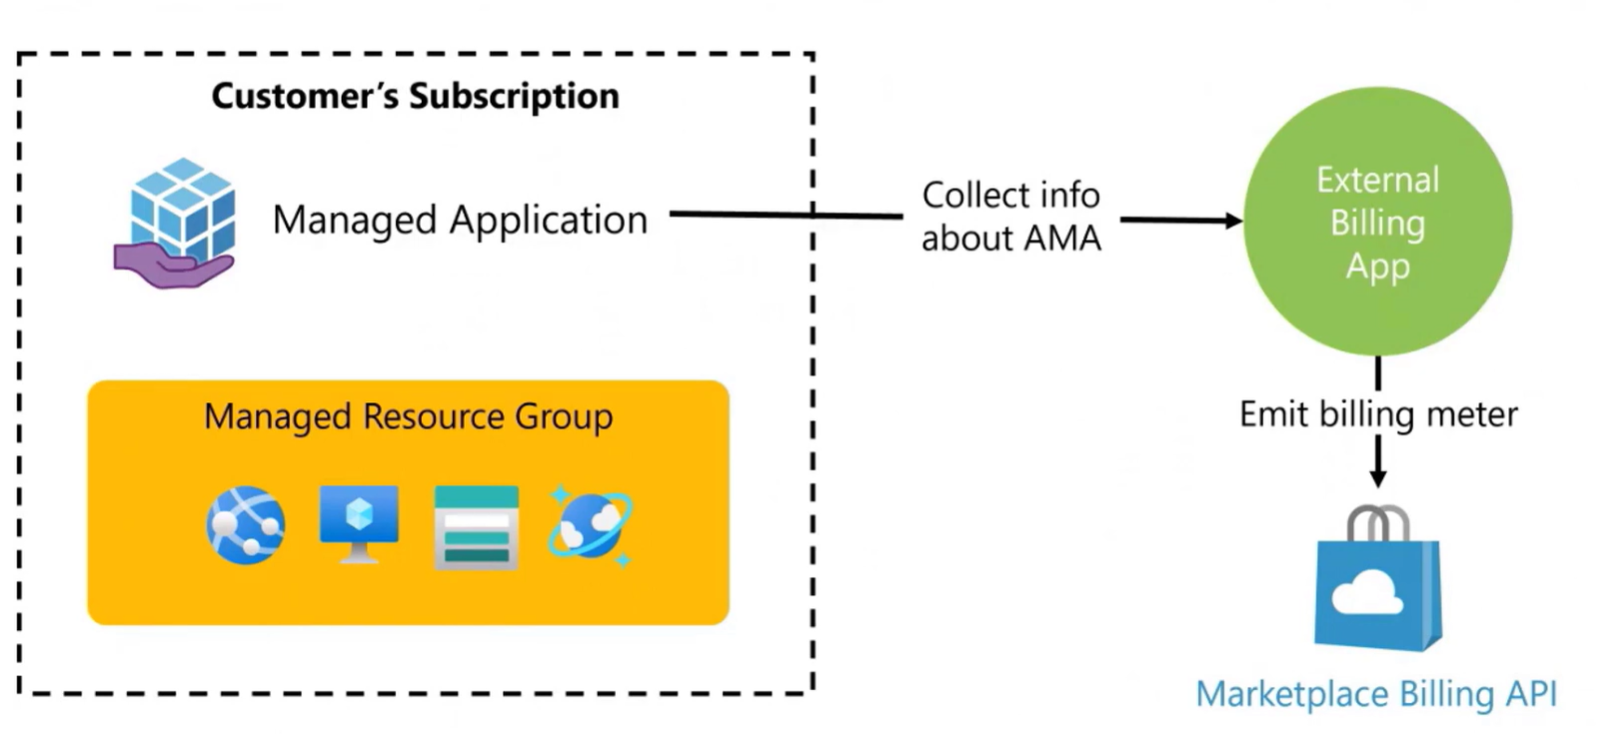 Customer’s Subscription
Managed Application
Collect info
about AMA
External
Billing
App
Managed Resource Group
Emit billing meter
Marketplace Billing API